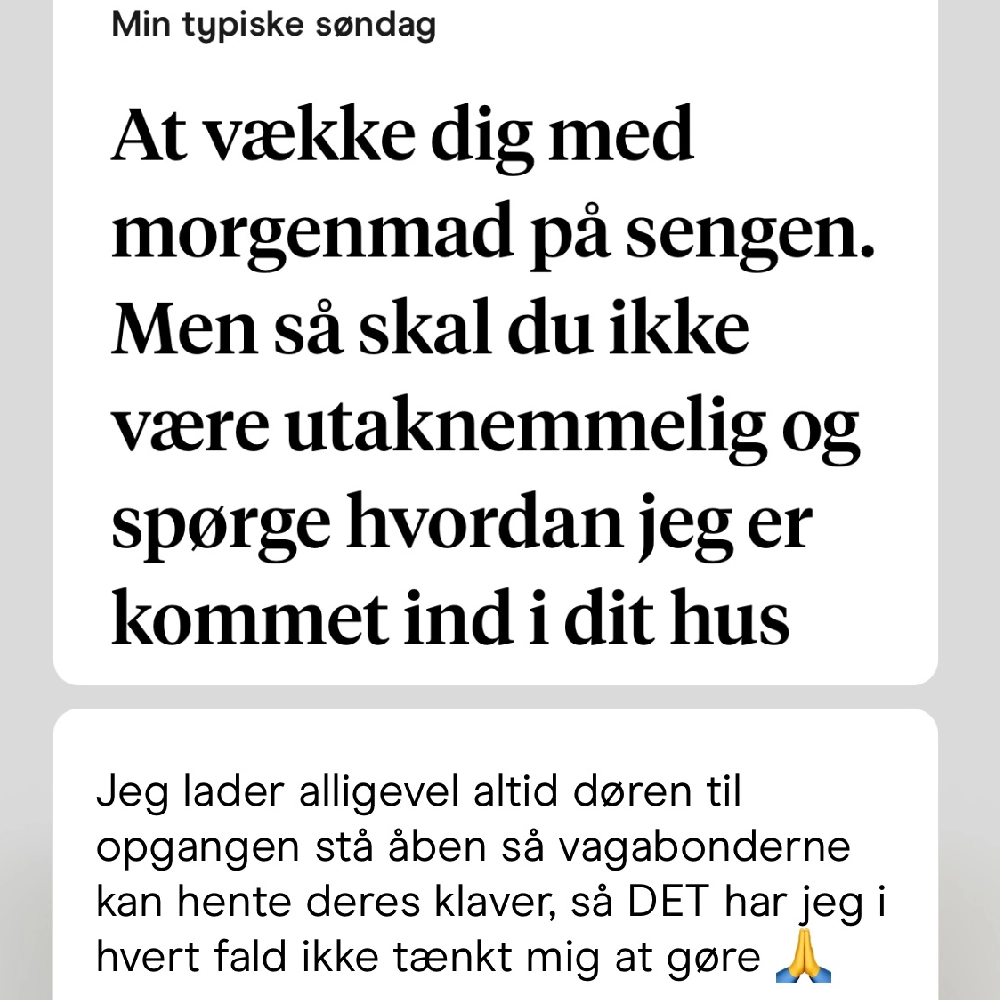 Min typiske søndag
At vække dig med
morgenmad på sengen.
Men så skal du ikke
være utaknemmelig og
spørge hvordan jeg er
kommet ind i dit hus
Jeg lader alligevel altid døren til
opgangen stå åben så vagabonderne
kan hente deres klaver, så DET har jeg i
hvert fald ikke tænkt mig at gøre 🙏